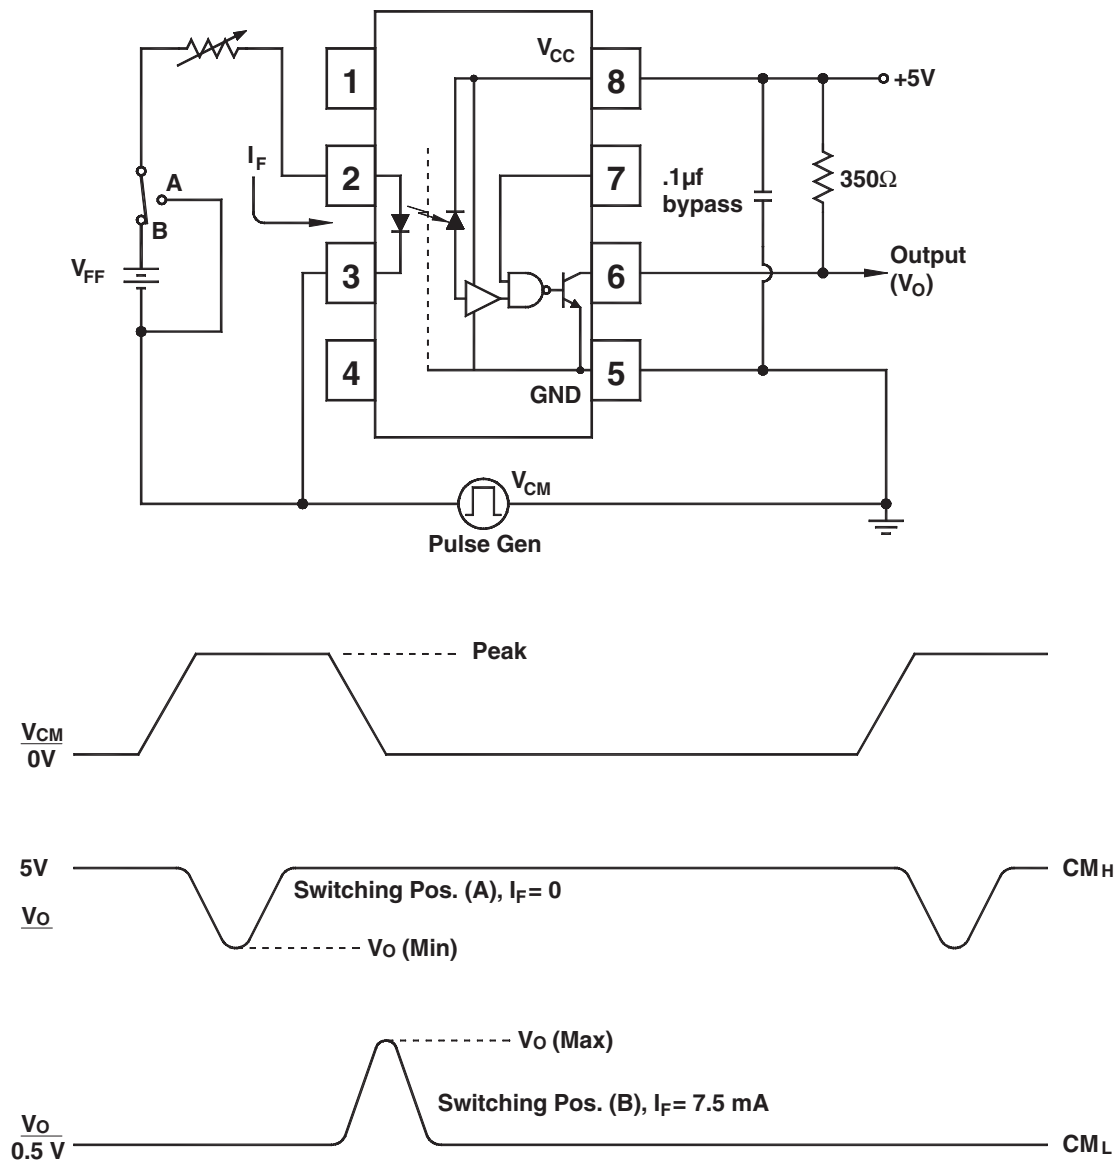 V_CC
1
8
+5V
I_F
2
7
.1µf
bypass
350Ω
A
B
V_FF
3
6
Output
(V_O)
4
5
GND
V_CM
Pulse Gen
Peak
V_CM
0V
5V
CM_H
Switching Pos. (A), I_F = 0
V_O
V_O (Min)
V_O (Max)
Switching Pos. (B), I_F = 7.5 mA
V_O
0.5 V
CM_L